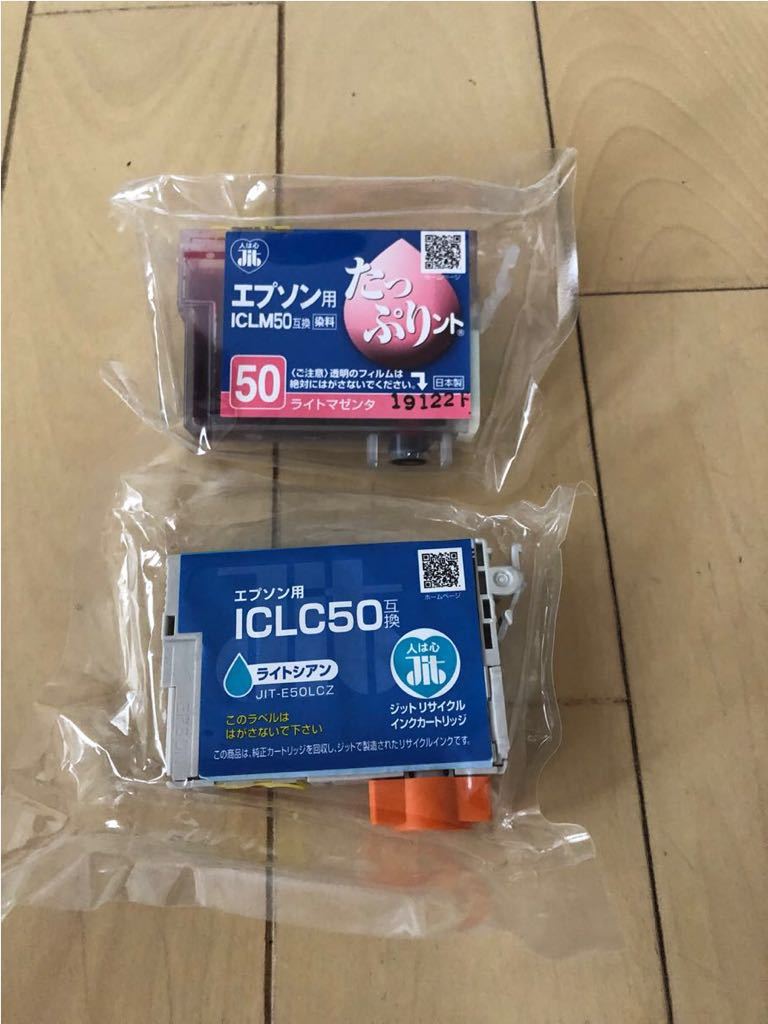 人は心
Jit
ホームページ
エプソン用
ICLM50互換 染料
たっ
ぷりント®
50
〈ご注意〉透明のフィルムは
絶対にはがさないでください。
日本製
ライトマゼンタ
191221
エプソン用
ICLC50互換
ホームページ
ライトシアン
JIT-E50LCZ
人は心
Jit
ジット リサイクル
インクカートリッジ
このラベルは
はがさないで下さい
この商品は、純正カートリッジを回収し、ジットで製造されたリサイクルインクです。